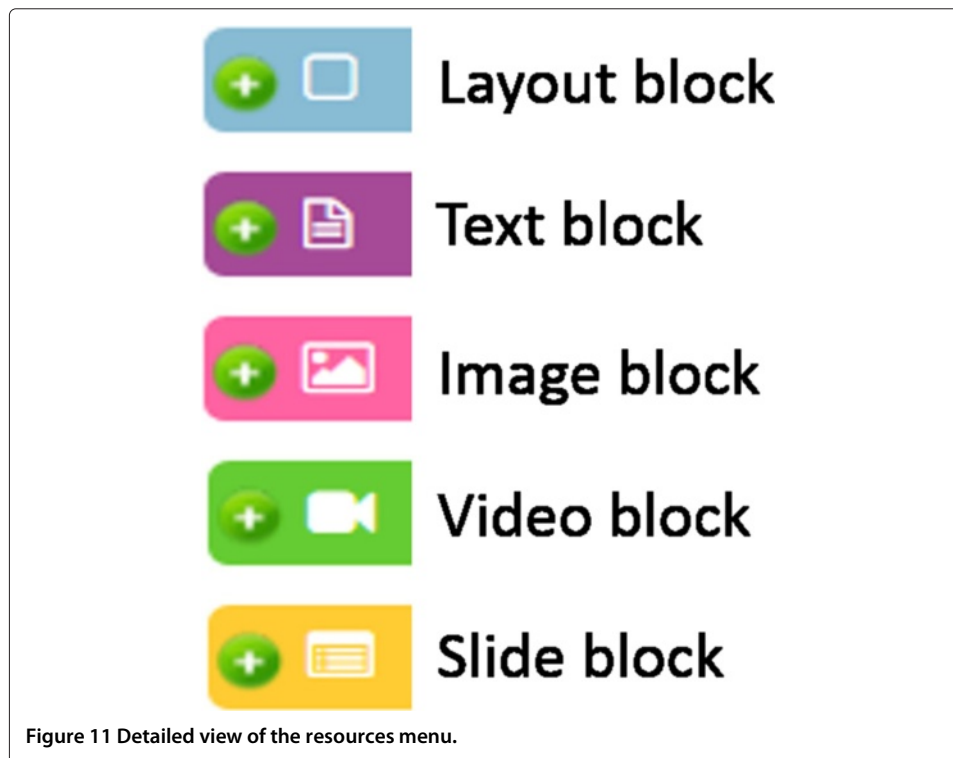 Layout block
Text block
Image block
Video block
Slide block
Figure 11 Detailed view of the resources menu.